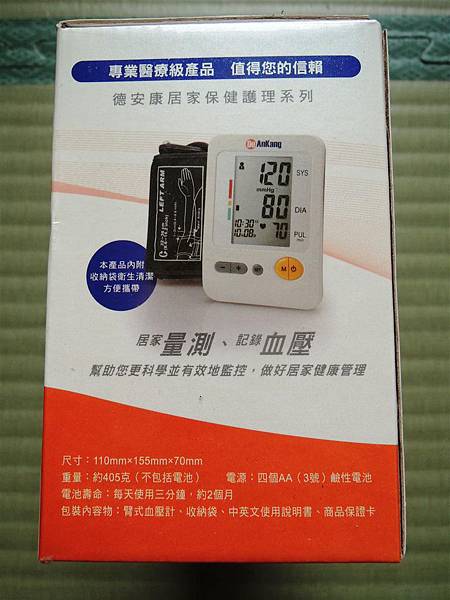 專業醫療級產品 值得您的信賴
德安康居家保健護理系列
DeAnKang
LEFT ARM
120 SYS
mmHg
80 DIA
10:30
10:08
70 PUL
M
本產品內附
收納袋衛生清潔
方便攜帶
居家量測、記錄血壓
幫助您更科學並有效地監控，做好居家健康管理
尺寸：110mm×155mm×70mm
重量：約405克（不包括電池） 電源：四個AA（3號）鹼性電池
電池壽命：每天使用三分鐘，約2個月
包裝內容物：臂式血壓計、收納袋、中英文使用說明書、商品保證卡